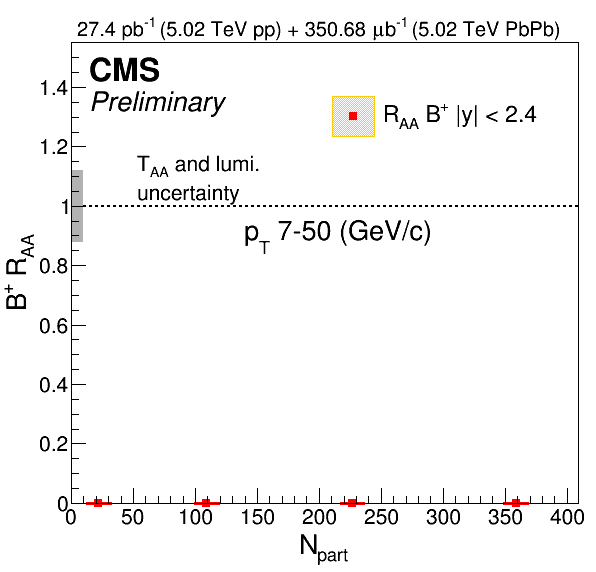 27.4 pb⁻¹ (5.02 TeV pp) + 350.68 μb⁻¹ (5.02 TeV PbPb)
CMS
Preliminary
R_AA B⁺ |y| < 2.4
T_AA and lumi.
uncertainty
p_T 7-50 (GeV/c)
B⁺ R_AA
1.4
1.2
1
0.8
0.6
0.4
0.2
0
0 50 100 150 200 250 300 350 400
N_part